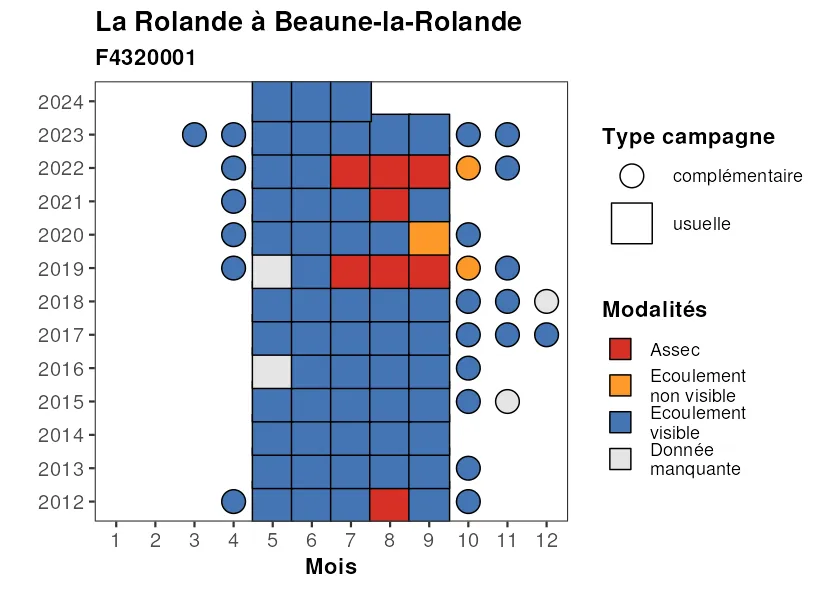 La Rolande à Beaune-la-Rolande
F4320001
2024
2023
2022
2021
2020
2019
2018
2017
2016
2015
2014
2013
2012
1 2 3 4 5 6 7 8 9 10 11 12
Mois
Type campagne
complémentaire
usuelle
Modalités
Assec
Ecoulement
non visible
Ecoulement
visible
Donnée
manquante